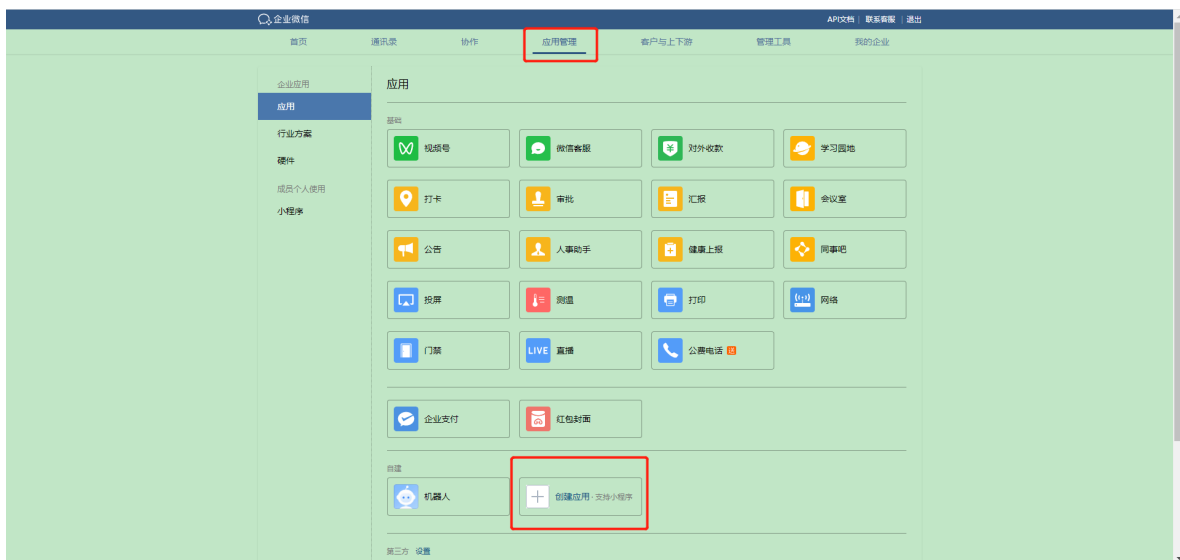 企业微信
API文档 | 联系客服 | 退出
首页 通讯录 协作 应用管理 客户与上下游 管理工具 我的企业
企业应用
应用
行业方案
硬件
成员个人使用
小程序
应用
基础
视频号 微信客服 对外收款 学习园地
打卡 审批 汇报 会议室
公告 人事助手 健康上报 同事吧
投屏 测温 打印 网络
门禁 LIVE 直播 公费电话 送
企业支付 红包封面
自建
机器人 创建应用 · 支持小程序
第三方 设置